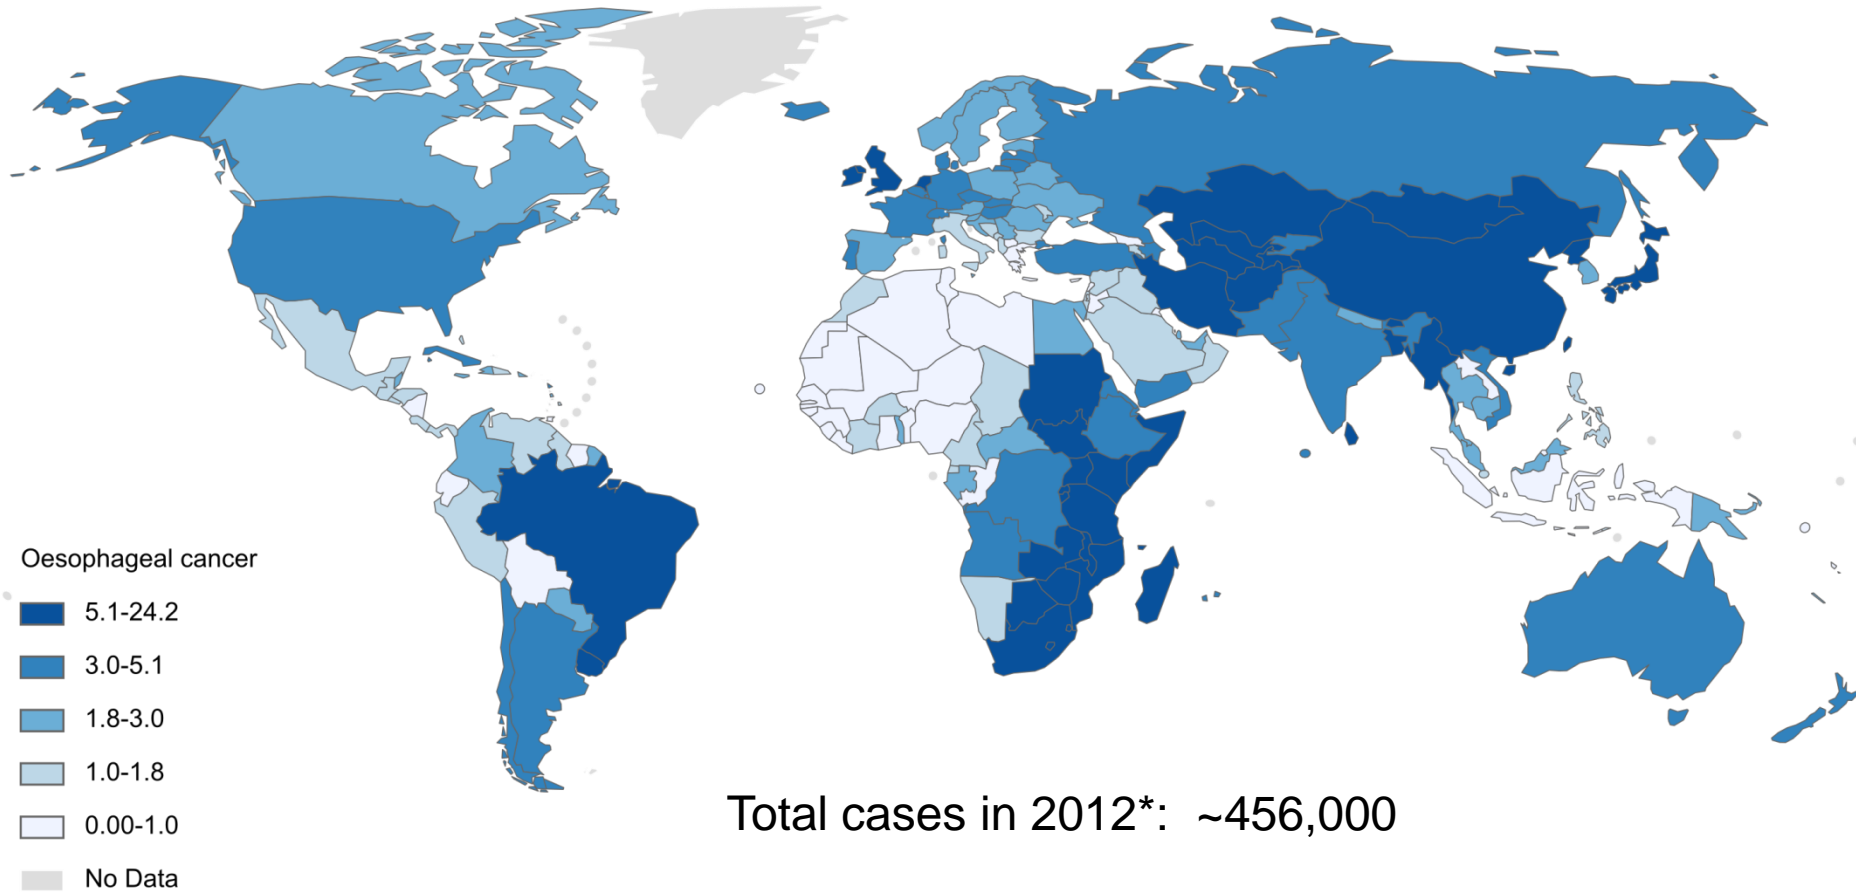 Oesophageal cancer
5.1-24.2
3.0-5.1
1.8-3.0
1.0-1.8
0.00-1.0
No Data
Total cases in 2012*: ~456,000